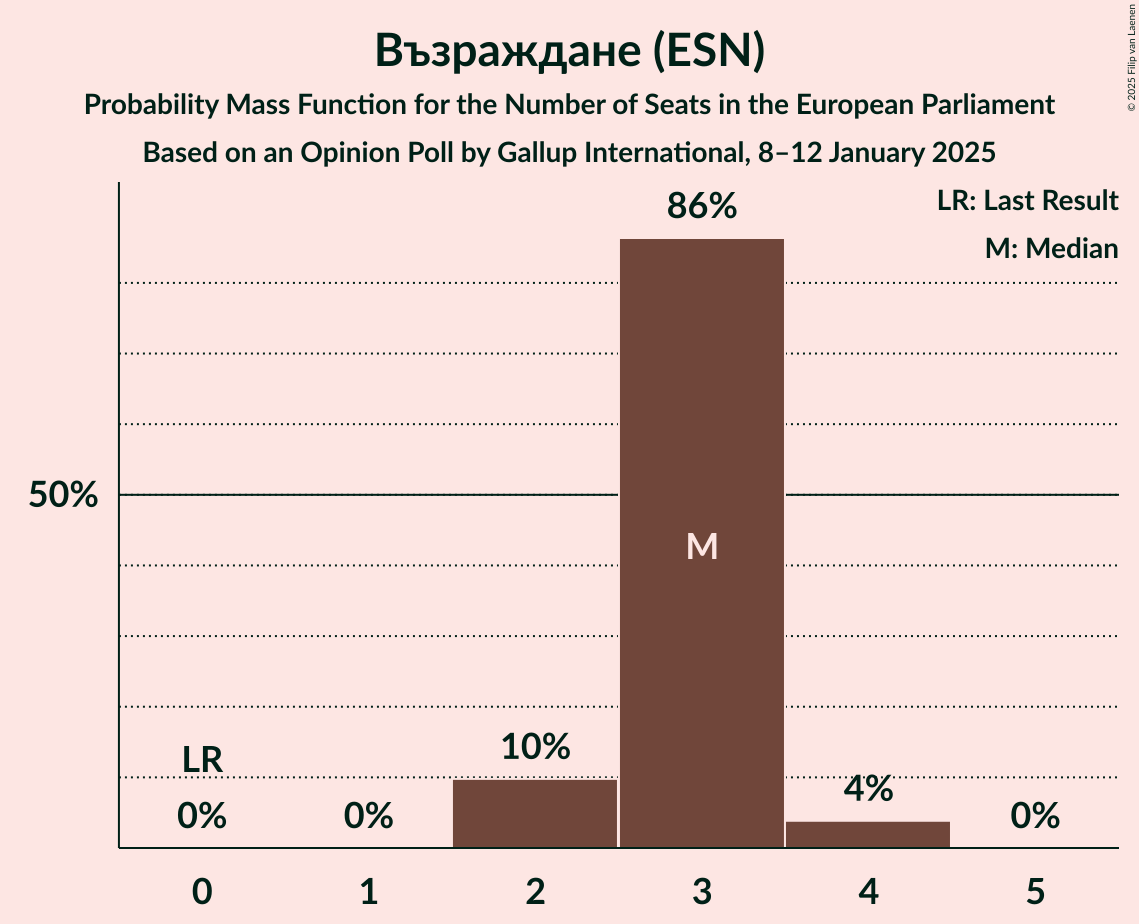 Възраждане (ESN)
Probability Mass Function for the Number of Seats in the European Parliament
Based on an Opinion Poll by Gallup International, 8–12 January 2025
© 2025 Filip van Laenen
LR: Last Result
M: Median
86%
50%
M
10%
LR
4%
0%
0%
0%
0 1 2 3 4 5